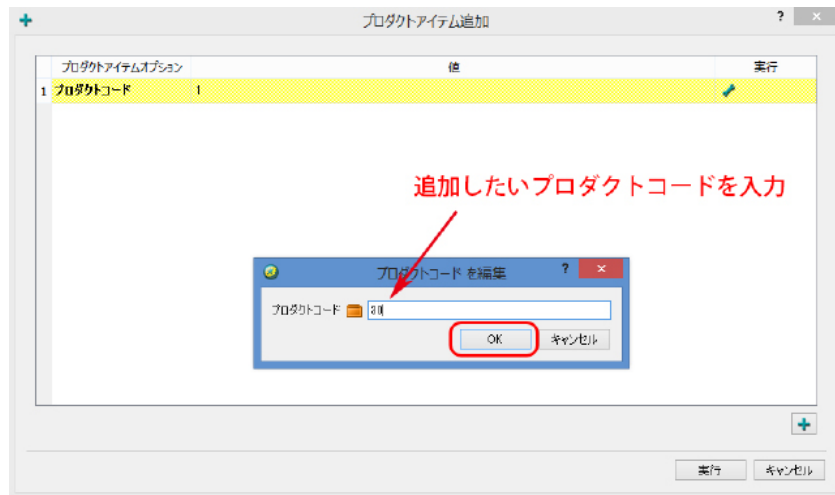 プロダクトアイテム追加
プロダクトアイテムオプション 値 実行
1 プロダクトコード 1
追加したいプロダクトコードを入力
プロダクトコード を編集
プロダクトコード 30
OK キャンセル
実行 キャンセル